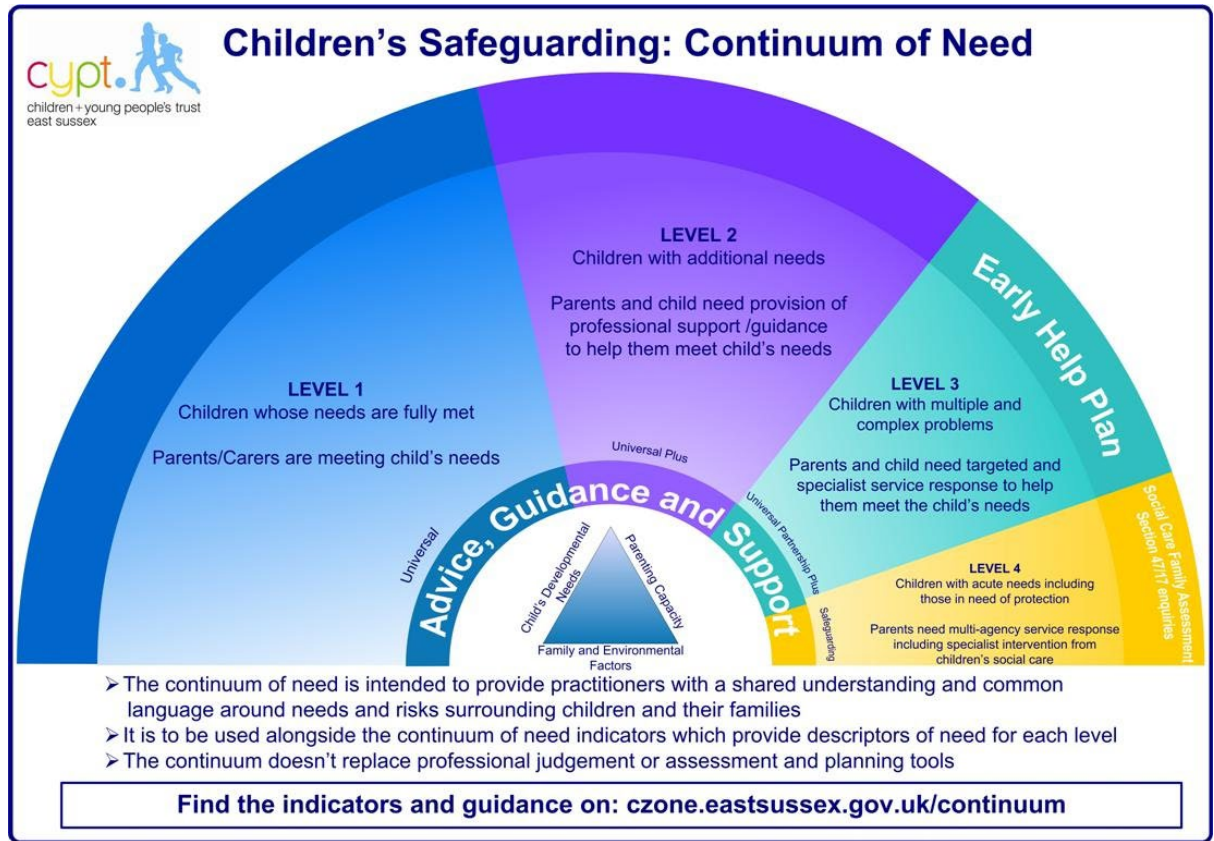 Children's Safeguarding: Continuum of Need
cypt.
children + young people's trust
east sussex
LEVEL 1
Children whose needs are fully met
Parents/Carers are meeting child's needs
LEVEL 2
Children with additional needs
Parents and child need provision of
professional support /guidance
to help them meet child's needs
Early Help Plan
LEVEL 3
Children with multiple and
complex problems
Parents and child need targeted and
specialist service response to help
them meet the child's needs
Social Care Family Assessment
Section 47/17 enquiries
LEVEL 4
Children with acute needs including
those in need of protection
Parents need multi-agency service response
including specialist intervention from
children's social care
Universal
Universal Plus
Universal Partnership Plus
Safeguarding
Advice, Guidance and Support
Child's Developmental
Needs
Parenting Capacity
Family and Environmental
Factors
➢ The continuum of need is intended to provide practitioners with a shared understanding and common
language around needs and risks surrounding children and their families
➢ It is to be used alongside the continuum of need indicators which provide descriptors of need for each level
➢ The continuum doesn't replace professional judgement or assessment and planning tools
Find the indicators and guidance on: czone.eastsussex.gov.uk/continuum